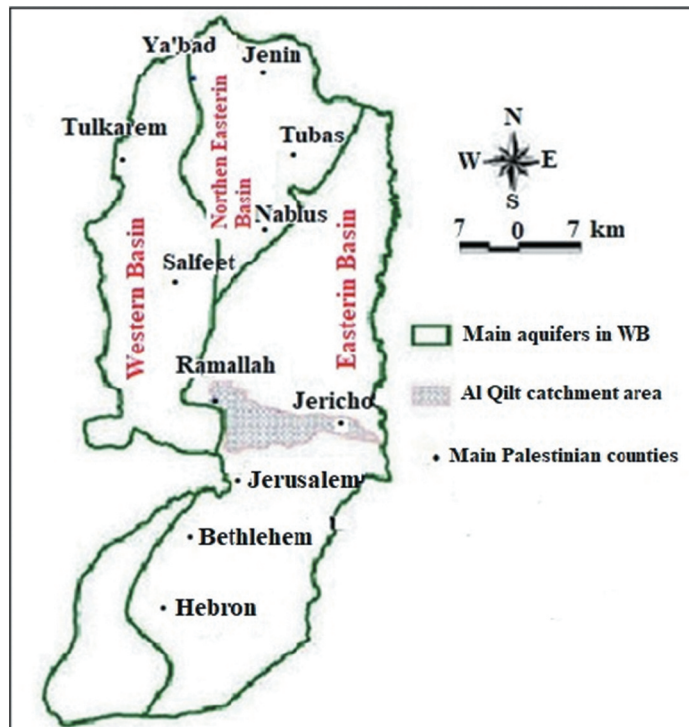 Ya'bad
Jenin
Tulkarem
Tubas
Northen Easterin
Basin
Nablus
Western Basin
Salfeet
Easterin Basin
Ramallah
Jericho
Jerusalem
Bethlehem
Hebron
N
W E
S
7 0 7 km
Main aquifers in WB
Al Qilt catchment area
Main Palestinian counties